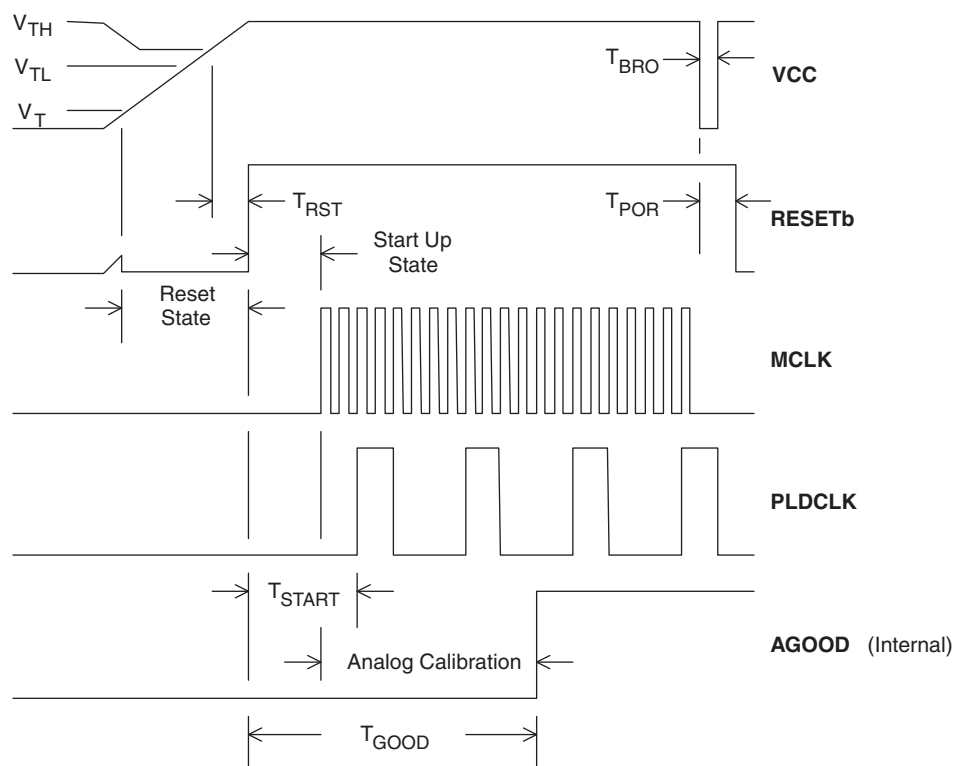 VTH
VTL
VT
TBRO
VCC
TRST
TPOR
RESETb
Start Up
State
Reset
State
MCLK
PLDCLK
TSTART
Analog Calibration
AGOOD (Internal)
TGOOD